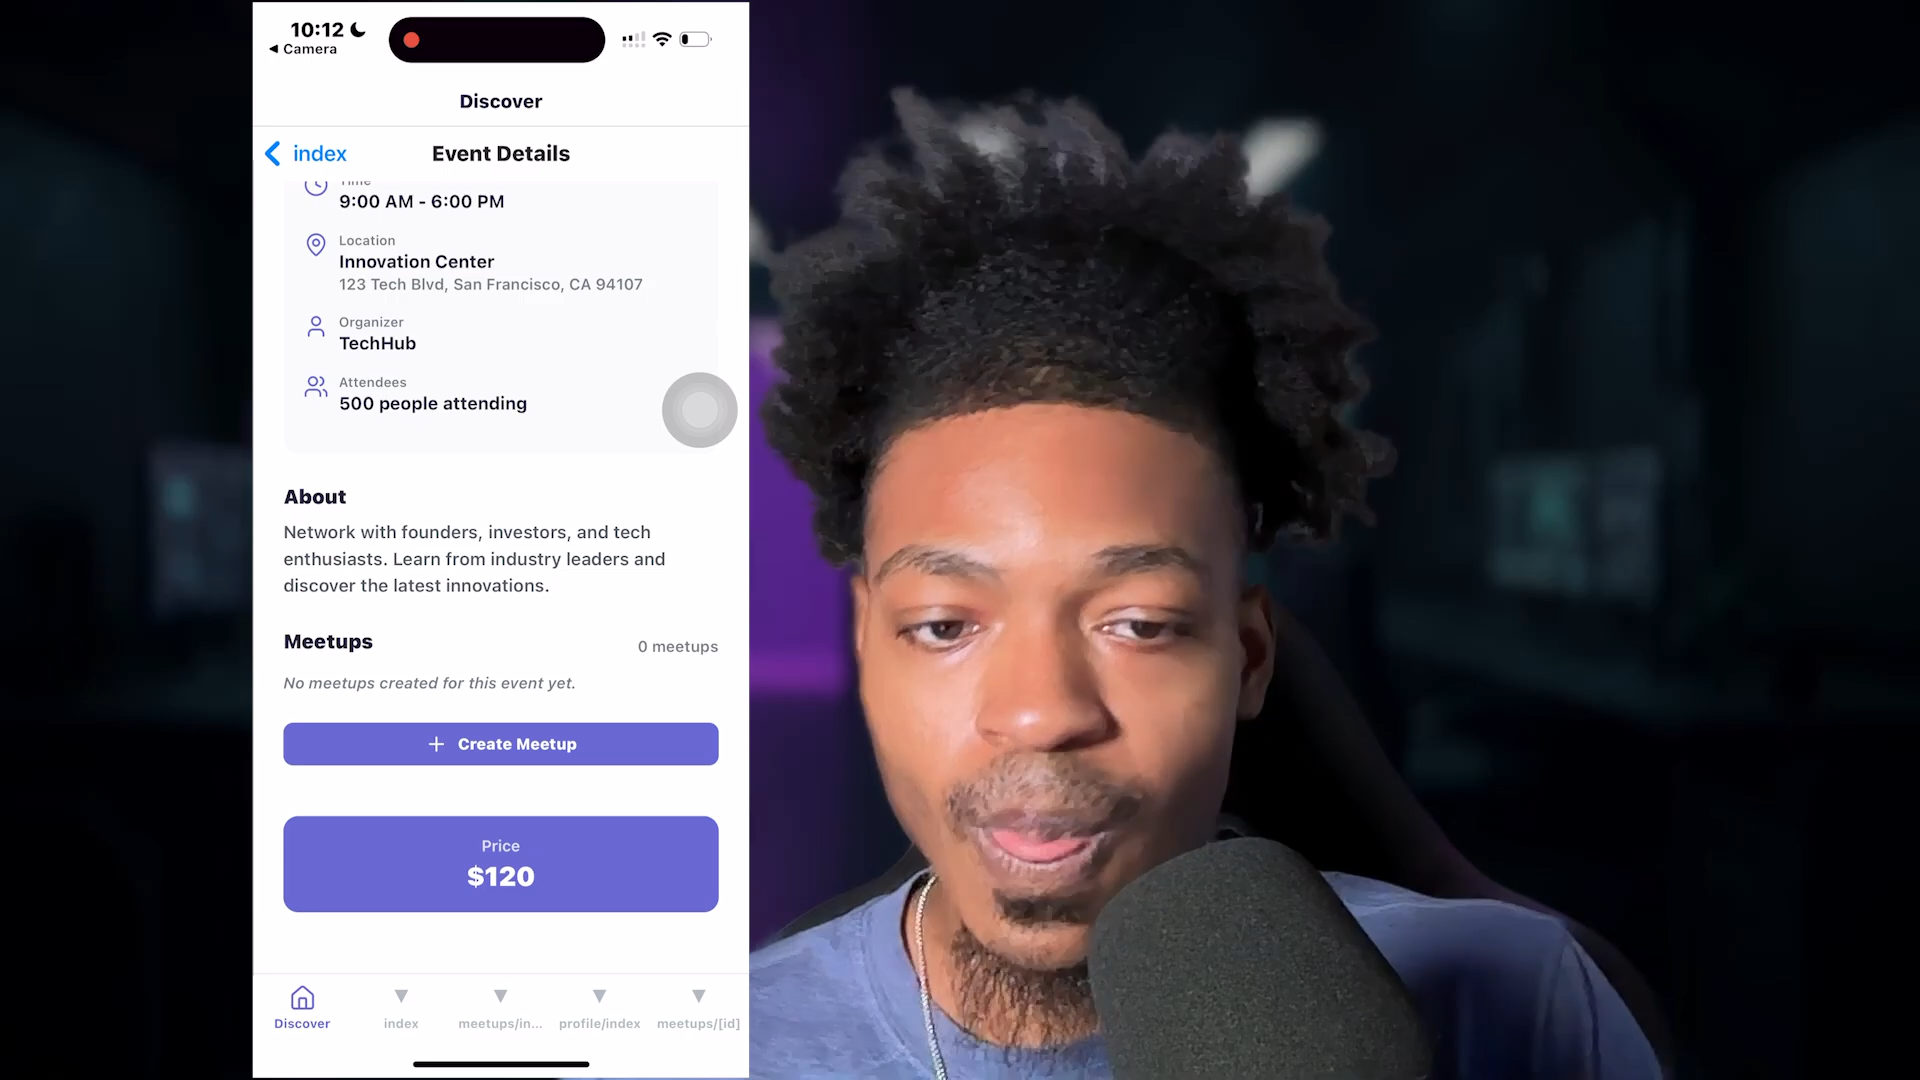 10:12
◀ Camera
Discover
index
Event Details
Time
9:00 AM - 6:00 PM
Location
Innovation Center
123 Tech Blvd, San Francisco, CA 94107
Organizer
TechHub
Attendees
500 people attending
About
Network with founders, investors, and tech
enthusiasts. Learn from industry leaders and
discover the latest innovations.
Meetups
0 meetups
No meetups created for this event yet.
+ Create Meetup
Price
$120
Discover
index
meetups/in...
profile/index
meetups/[id]